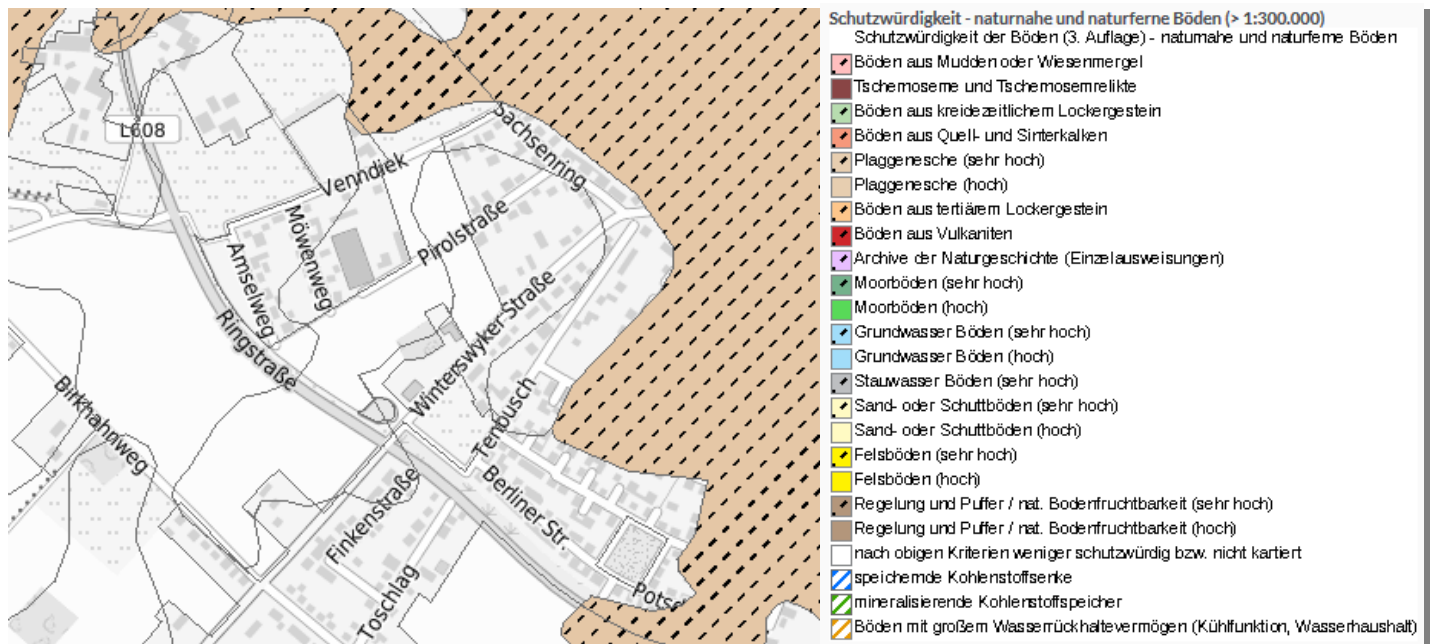 L608
Sachsenring
Venndiek
Möwenweg
Pirolstraße
Amselweg
Ringstraße
Winterswyker Straße
Birkhahnweg
Tenbusch
Berliner Str.
Finkenstraße
Toschlag
Potsd
Schutzwürdigkeit - naturnahe und naturferne Böden (> 1:300.000)
Schutzwürdigkeit der Böden (3. Auflage) - naturnahe und naturferne Böden
Böden aus Mudden oder Wiesenmergel
Tschernoseme und Tschernosemrelikte
Böden aus kreidezeitlichem Lockergestein
Böden aus Quell- und Sinterkalken
Plaggenesche (sehr hoch)
Plaggenesche (hoch)
Böden aus tertiärem Lockergestein
Böden aus Vulkaniten
Archive der Naturgeschichte (Einzelausweisungen)
Moorböden (sehr hoch)
Moorböden (hoch)
Grundwasser Böden (sehr hoch)
Grundwasser Böden (hoch)
Stauwasser Böden (sehr hoch)
Sand- oder Schuttböden (sehr hoch)
Sand- oder Schuttböden (hoch)
Felsböden (sehr hoch)
Felsböden (hoch)
Regelung und Puffer / nat. Bodenfruchtbarkeit (sehr hoch)
Regelung und Puffer / nat. Bodenfruchtbarkeit (hoch)
nach obigen Kriterien weniger schutzwürdig bzw. nicht kartiert
speichernde Kohlenstoffsenke
mineralisierende Kohlenstoffspeicher
Böden mit großem Wasserrückhaltevermögen (Kühlfunktion, Wasserhaushalt)